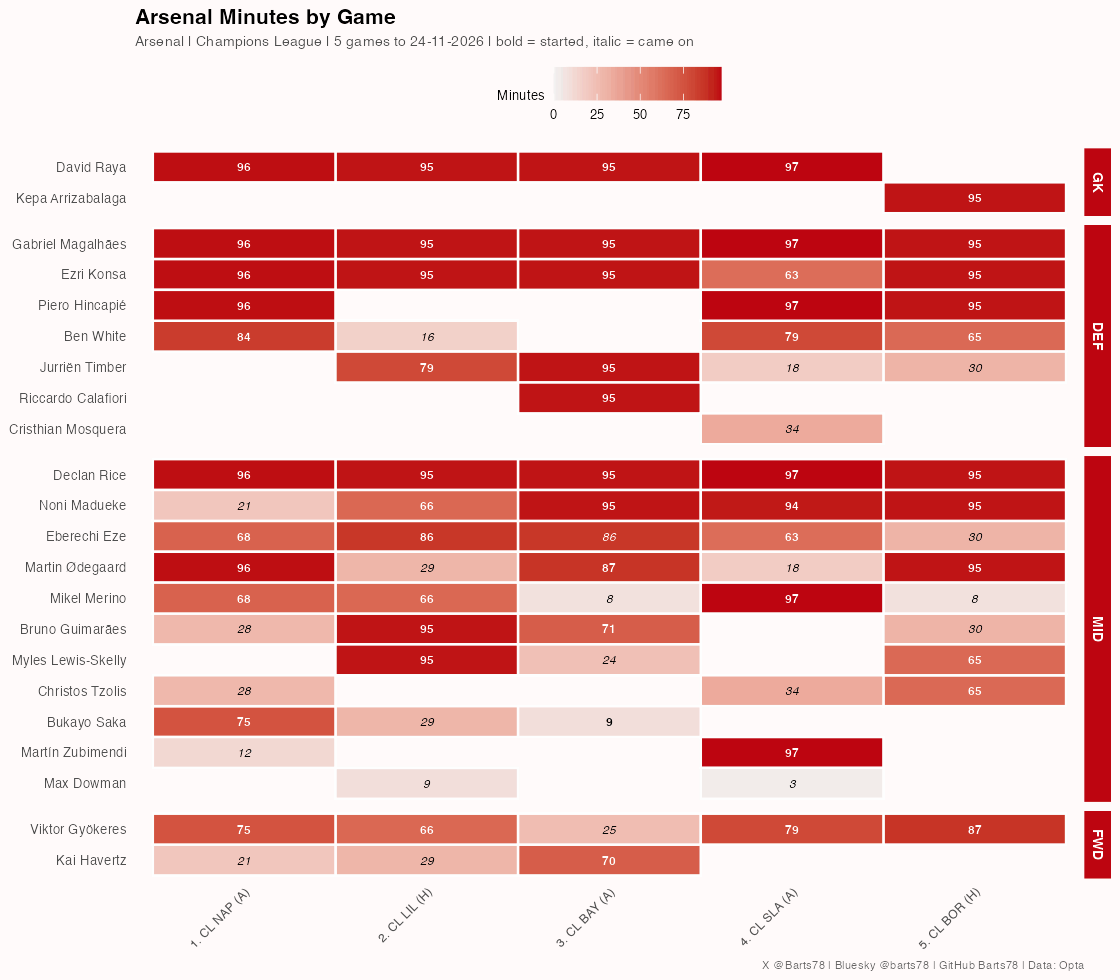 Arsenal Minutes by Game
Arsenal | Champions League | 5 games to 24-11-2026 | bold = started, italic = came on
Minutes
0 25 50 75
David Raya 96 95 95 97
Kepa Arrizabalaga 95
GK
Gabriel Magalhães 96 95 95 97 95
Ezri Konsa 96 95 95 63 95
Piero Hincapié 96 97 95
Ben White 84 16 79 65
Jurriën Timber 79 95 18 30
Riccardo Calafiori 95
Cristhian Mosquera 34
DEF
Declan Rice 96 95 95 97 95
Noni Madueke 21 66 95 94 95
Eberechi Eze 68 86 86 63 30
Martin Ødegaard 96 29 87 18 95
Mikel Merino 68 66 8 97 8
Bruno Guimarães 28 95 71 30
Myles Lewis-Skelly 95 24 65
Christos Tzolis 28 34 65
Bukayo Saka 75 29 9
Martín Zubimendi 12 97
Max Dowman 9 3
MID
Viktor Gyökeres 75 66 25 79 87
Kai Havertz 21 29 70
FWD
1. CL NAP (A) 2. CL LIL (H) 3. CL BAY (A) 4. CL SLA (A) 5. CL BOR (H)
X @Barts78 | Bluesky @barts78 | GitHub Barts78 | Data: Opta